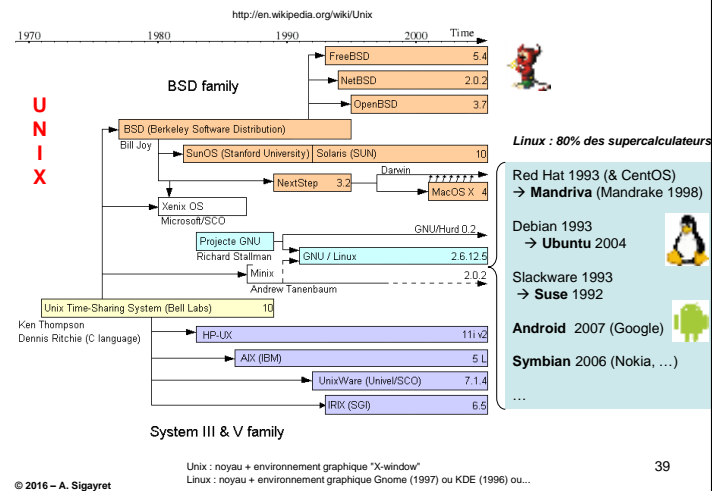 http://en.wikipedia.org/wiki/Unix
1970 1980 1990 2000 Time
FreeBSD 5.4
NetBSD 2.0.2
OpenBSD 3.7
BSD family
U
N
I
X
BSD (Berkeley Software Distribution)
Bill Joy
SunOS (Stanford University) Solaris (SUN) 10
Darwin
NextStep 3.2
MacOS X 4
Xenix OS
Microsoft/SCO
GNU/Hurd 0.2
Projecte GNU
Richard Stallman
GNU / Linux 2.6.12.5
Minix 2.0.2
Andrew Tanenbaum
Unix Time-Sharing System (Bell Labs) 10
Ken Thompson
Dennis Ritchie (C language)
HP-UX 11i v2
AIX (IBM) 5 L
UnixWare (Univel/SCO) 7.1.4
IRIX (SGI) 6.5
System III & V family
Linux : 80% des supercalculateurs
Red Hat 1993 (& CentOS)
→ Mandriva (Mandrake 1998)
Debian 1993
→ Ubuntu 2004
Slackware 1993
→ Suse 1992
Android 2007 (Google)
Symbian 2006 (Nokia, …)
…
Unix : noyau + environnement graphique "X-window"
Linux : noyau + environnement graphique Gnome (1997) ou KDE (1996) ou...
39
© 2016 – A. Sigayret